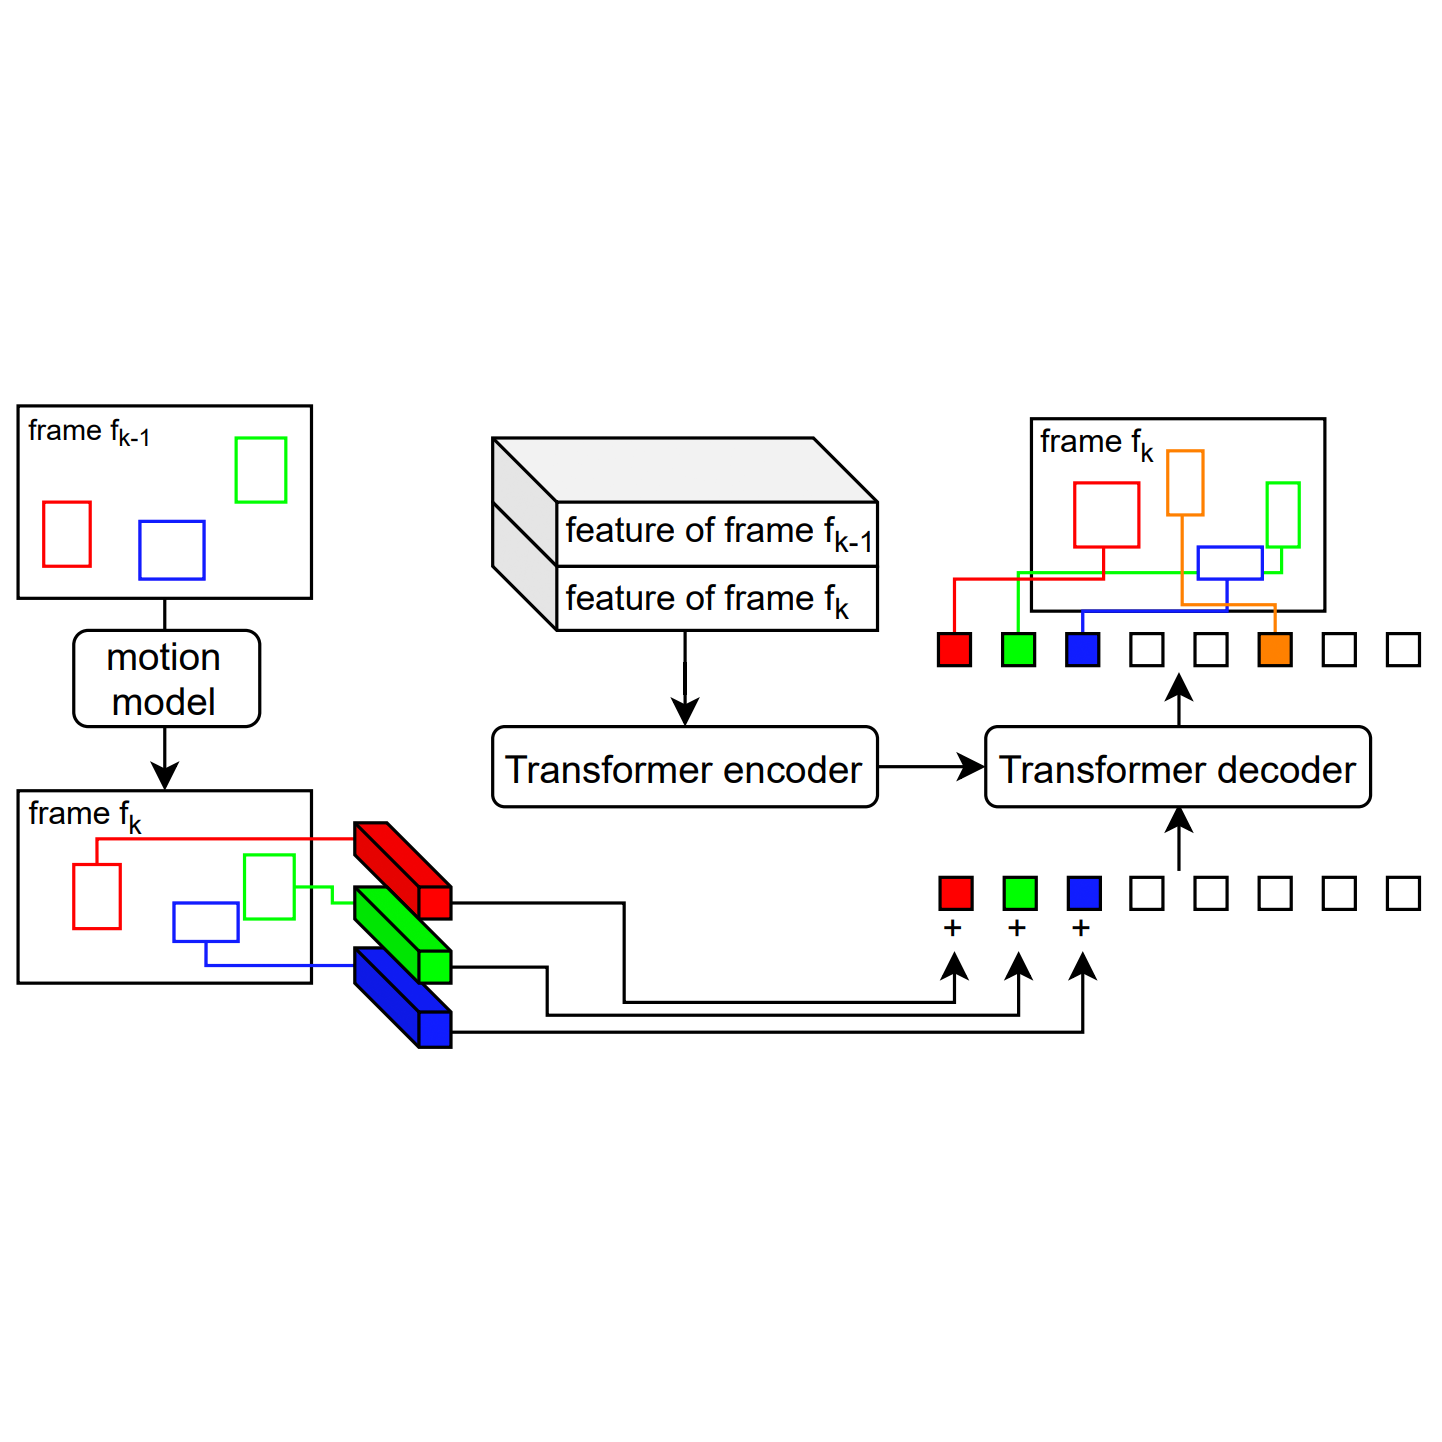 frame f_{k-1}
motion
model
frame f_k
feature of frame f_{k-1}
feature of frame f_k
Transformer encoder
frame f_k
Transformer decoder
+ + +